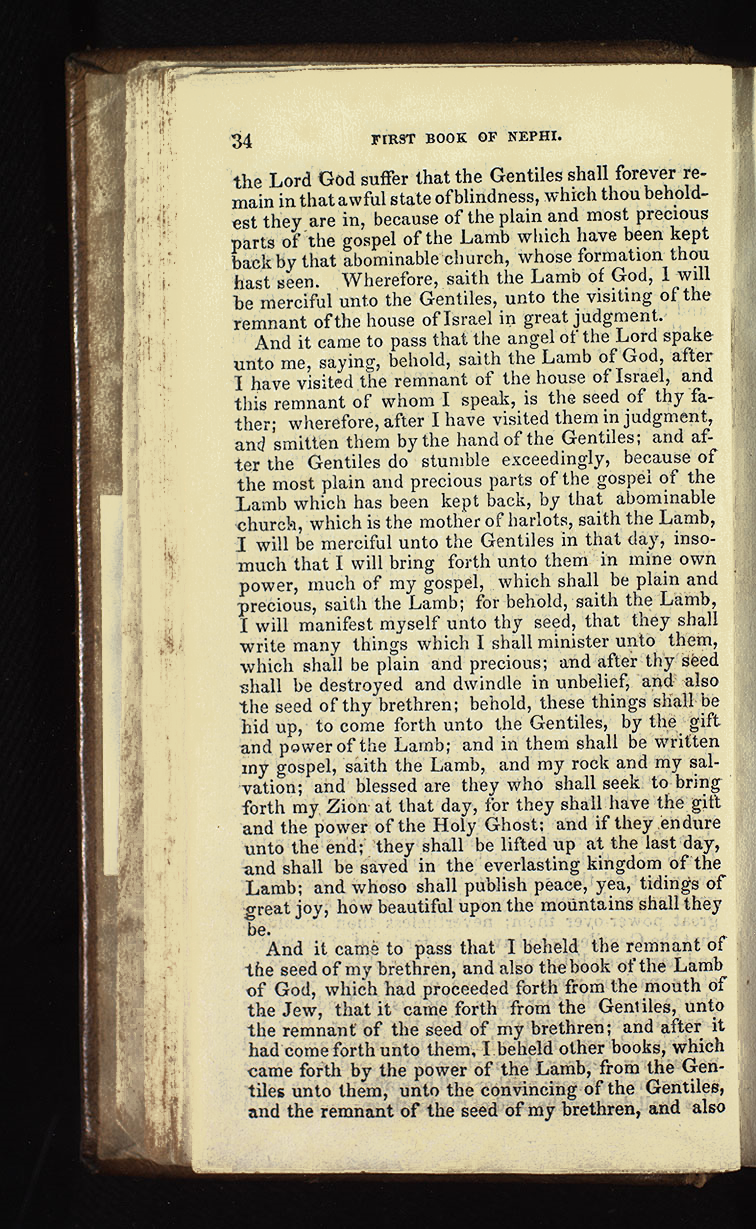 34 FIRST BOOK OF NEPHI.
the Lord God suffer that the Gentiles shall forever re-
main in that awful state of blindness, which thou behold-
est they are in, because of the plain and most precious
parts of the gospel of the Lamb which have been kept
back by that abominable church, whose formation thou
hast seen. Wherefore, saith the Lamb of God, I will
be merciful unto the Gentiles, unto the visiting of the
remnant of the house of Israel in great judgment.
And it came to pass that the angel of the Lord spake
unto me, saying, behold, saith the Lamb of God, after
I have visited the remnant of the house of Israel, and
this remnant of whom I speak, is the seed of thy fa-
ther; wherefore, after I have visited them in judgment,
and smitten them by the hand of the Gentiles; and af-
ter the Gentiles do stumble exceedingly, because of
the most plain and precious parts of the gospel of the
Lamb which has been kept back, by that abominable
church, which is the mother of harlots, saith the Lamb,
I will be merciful unto the Gentiles in that day, inso-
much that I will bring forth unto them in mine own
power, much of my gospel, which shall be plain and
precious, saith the Lamb; for behold, saith the Lamb,
I will manifest myself unto thy seed, that they shall
write many things which I shall minister unto them,
which shall be plain and precious; and after thy seed
shall be destroyed and dwindle in unbelief, and also
the seed of thy brethren; behold, these things shall be
hid up, to come forth unto the Gentiles, by the gift
and power of the Lamb; and in them shall be written
my gospel, saith the Lamb, and my rock and my sal-
vation; and blessed are they who shall seek to bring
forth my Zion at that day, for they shall have the gift
and the power of the Holy Ghost; and if they endure
unto the end; they shall be lifted up at the last day,
and shall be saved in the everlasting kingdom of the
Lamb; and whoso shall publish peace, yea, tidings of
great joy, how beautiful upon the mountains shall they
be.
And it came to pass that I beheld the remnant of
the seed of my brethren, and also the book of the Lamb
of God, which had proceeded forth from the mouth of
the Jew, that it came forth from the Gentiles, unto
the remnant of the seed of my brethren; and after it
had come forth unto them, I beheld other books, which
came forth by the power of the Lamb, from the Gen-
tiles unto them, unto the convincing of the Gentiles,
and the remnant of the seed of my brethren, and also